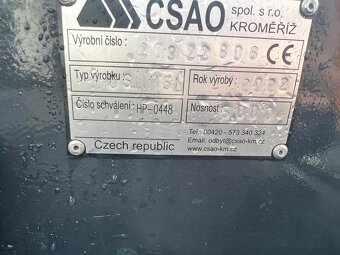 ČSAO spol. s r.o.
KROMĚŘÍŽ
Výrobní číslo : CE
Typ výrobku : Rok výroby :
Číslo schválení : HP-0448 Nosnost :
Tel.: 00420 - 573 340 324
Email: odbyt@csao-km.cz
www.csao-km.cz
Czech republic